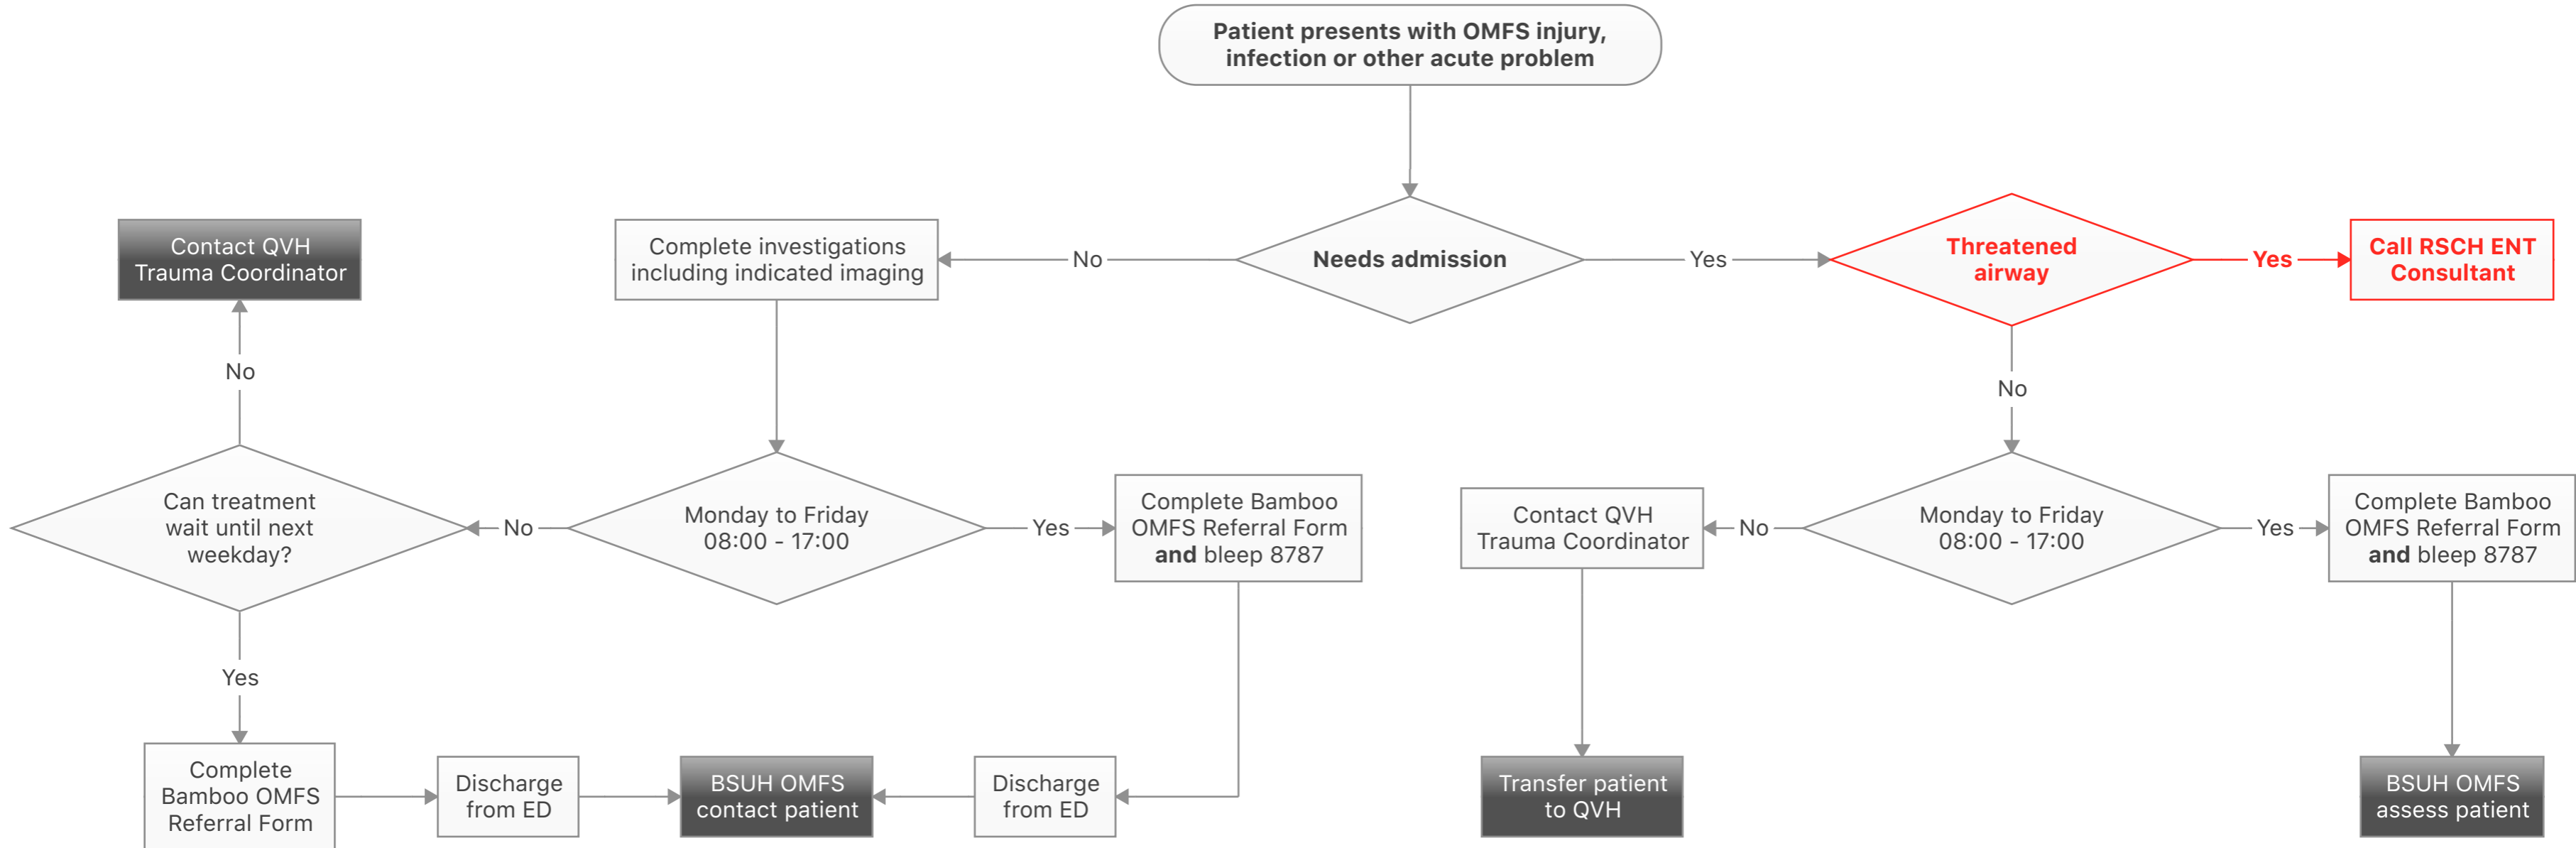 Patient presents with OMFS injury,
infection or other acute problem
Contact QVH
Trauma Coordinator
Complete investigations
including indicated imaging
No
Needs admission
Yes
Threatened
airway
Yes
Call RSCH ENT
Consultant
No
No
Can treatment
wait until next
weekday?
No
Monday to Friday
08:00 - 17:00
Yes
Complete Bamboo
OMFS Referral Form
and bleep 8787
Contact QVH
Trauma Coordinator
No
Monday to Friday
08:00 - 17:00
Yes
Complete Bamboo
OMFS Referral Form
and bleep 8787
Yes
Complete
Bamboo OMFS
Referral Form
Discharge
from ED
BSUH OMFS
contact patient
Discharge
from ED
Transfer patient
to QVH
BSUH OMFS
assess patient